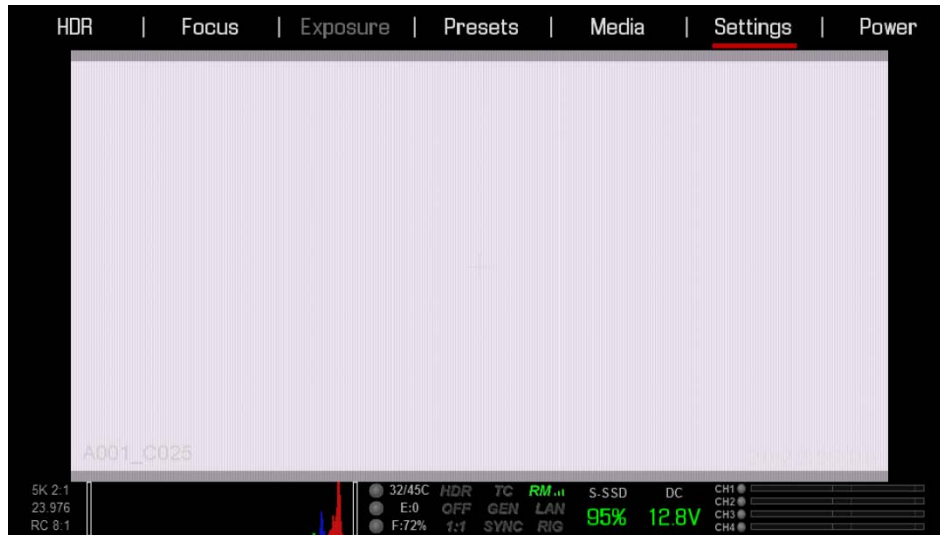 HDR | Focus | Exposure | Presets | Media | Settings | Power
A001_C025
5K 2:1
23.976
RC 8:1
32/45C HDR TC RM
E:0 OFF GEN LAN
F:72% 1:1 SYNC RIG
S-SSD DC
95% 12.8V
CH1
CH2
CH3
CH4